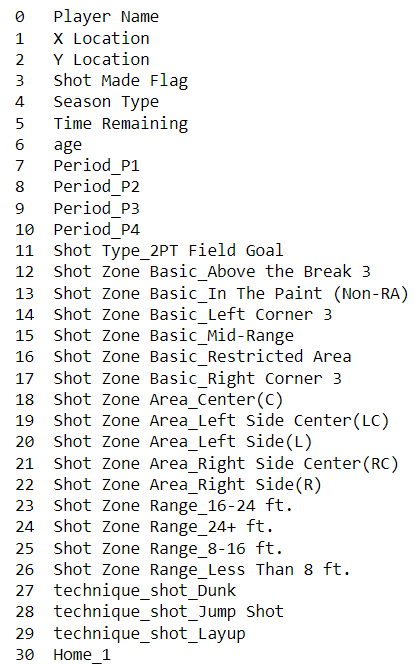 0 Player Name
1 X Location
2 Y Location
3 Shot Made Flag
4 Season Type
5 Time Remaining
6 age
7 Period_P1
8 Period_P2
9 Period_P3
10 Period_P4
11 Shot Type_2PT Field Goal
12 Shot Zone Basic_Above the Break 3
13 Shot Zone Basic_In The Paint (Non-RA)
14 Shot Zone Basic_Left Corner 3
15 Shot Zone Basic_Mid-Range
16 Shot Zone Basic_Restricted Area
17 Shot Zone Basic_Right Corner 3
18 Shot Zone Area_Center(C)
19 Shot Zone Area_Left Side Center(LC)
20 Shot Zone Area_Left Side(L)
21 Shot Zone Area_Right Side Center(RC)
22 Shot Zone Area_Right Side(R)
23 Shot Zone Range_16-24 ft.
24 Shot Zone Range_24+ ft.
25 Shot Zone Range_8-16 ft.
26 Shot Zone Range_Less Than 8 ft.
27 technique_shot_Dunk
28 technique_shot_Jump Shot
29 technique_shot_Layup
30 Home_1